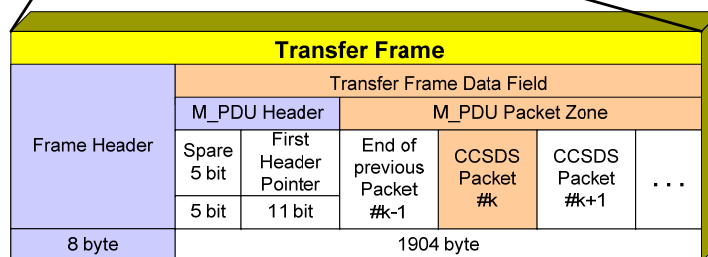 Transfer Frame
Transfer Frame Data Field
M_PDU Header
M_PDU Packet Zone
Frame Header
Spare
5 bit
First
Header
Pointer
End of
previous
Packet
#k-1
CCSDS
Packet
#k
CCSDS
Packet
#k+1
...
5 bit
11 bit
8 byte
1904 byte